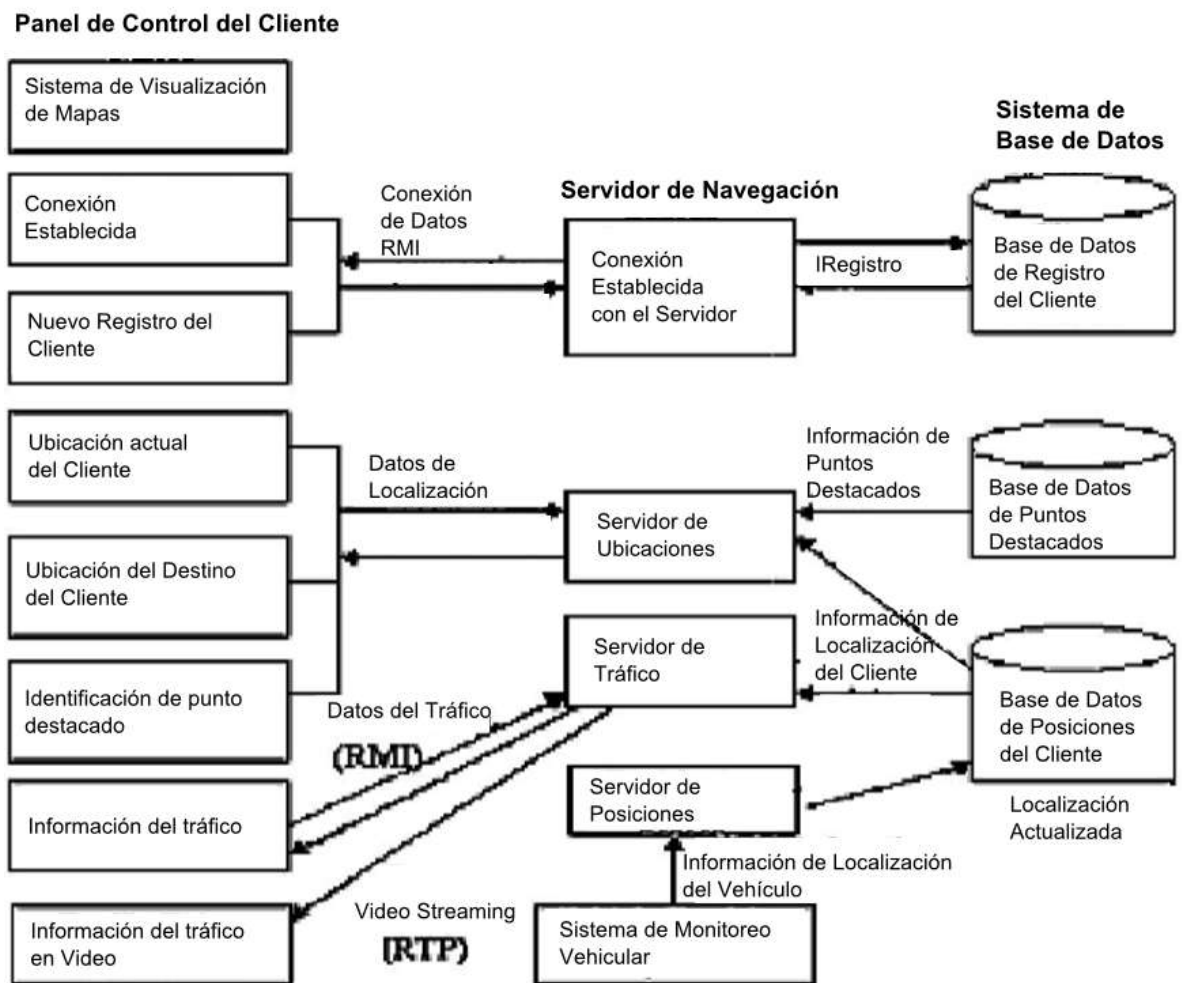 Panel de Control del Cliente
Sistema de Visualización
de Mapas
Conexión
Establecida
Nuevo Registro del
Cliente
Ubicación actual
del Cliente
Ubicación del Destino
del Cliente
Identificación de punto
destacado
Información del tráfico
Información del tráfico
en Video
Conexión
de Datos
RMI
Datos de
Localización
Datos del Tráfico
(RMI)
Video Streaming
[RTP)
Servidor de Navegación
Conexión
Establecida
con el Servidor
Servidor de
Ubicaciones
Servidor de
Tráfico
Servidor de
Posiciones
Información de Localización
del Vehículo
Sistema de Monitoreo
Vehicular
IRegistro
Información de
Puntos
Destacados
Información de
Localización
del Cliente
Sistema de
Base de Datos
Base de Datos
de Registro
del Cliente
Base de Datos
de Puntos
Destacados
Base de Datos
de Posiciones
del Cliente
Localización
Actualizada